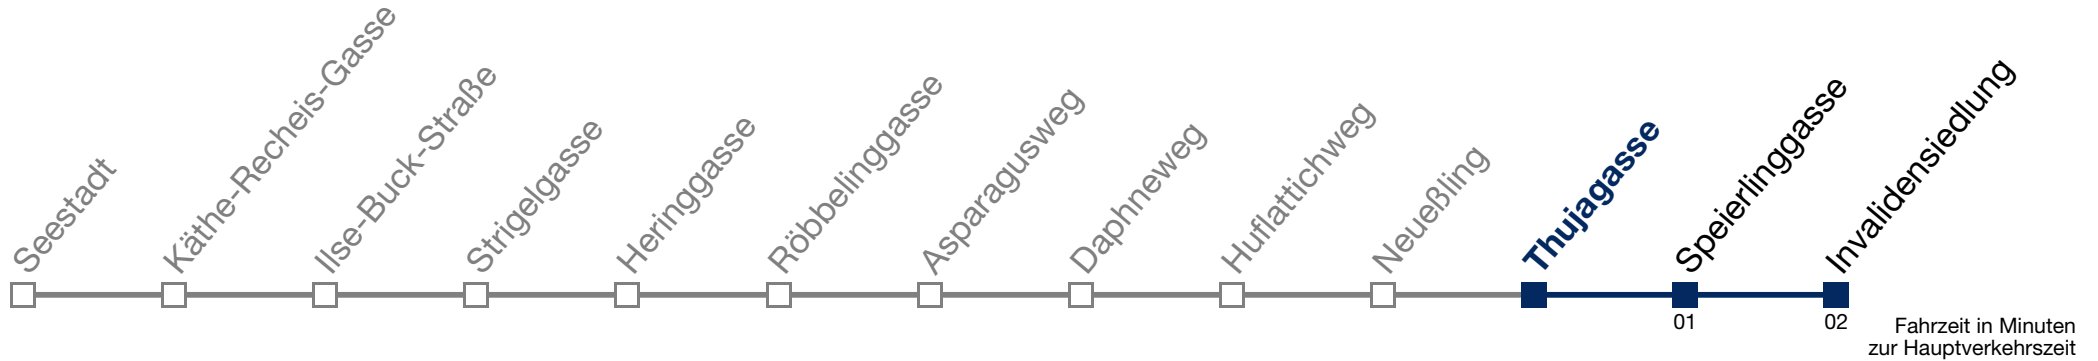 Seestadt
Käthe-Recheis-Gasse
Ilse-Buck-Straße
Strigelgasse
Heringgasse
Röbbelinggasse
Asparagusweg
Daphneweg
Huflattichweg
Neueßling
Thujagasse
Speierlinggasse
Invalidensiedlung
01
02
Fahrzeit in Minuten
zur Hauptverkehrszeit